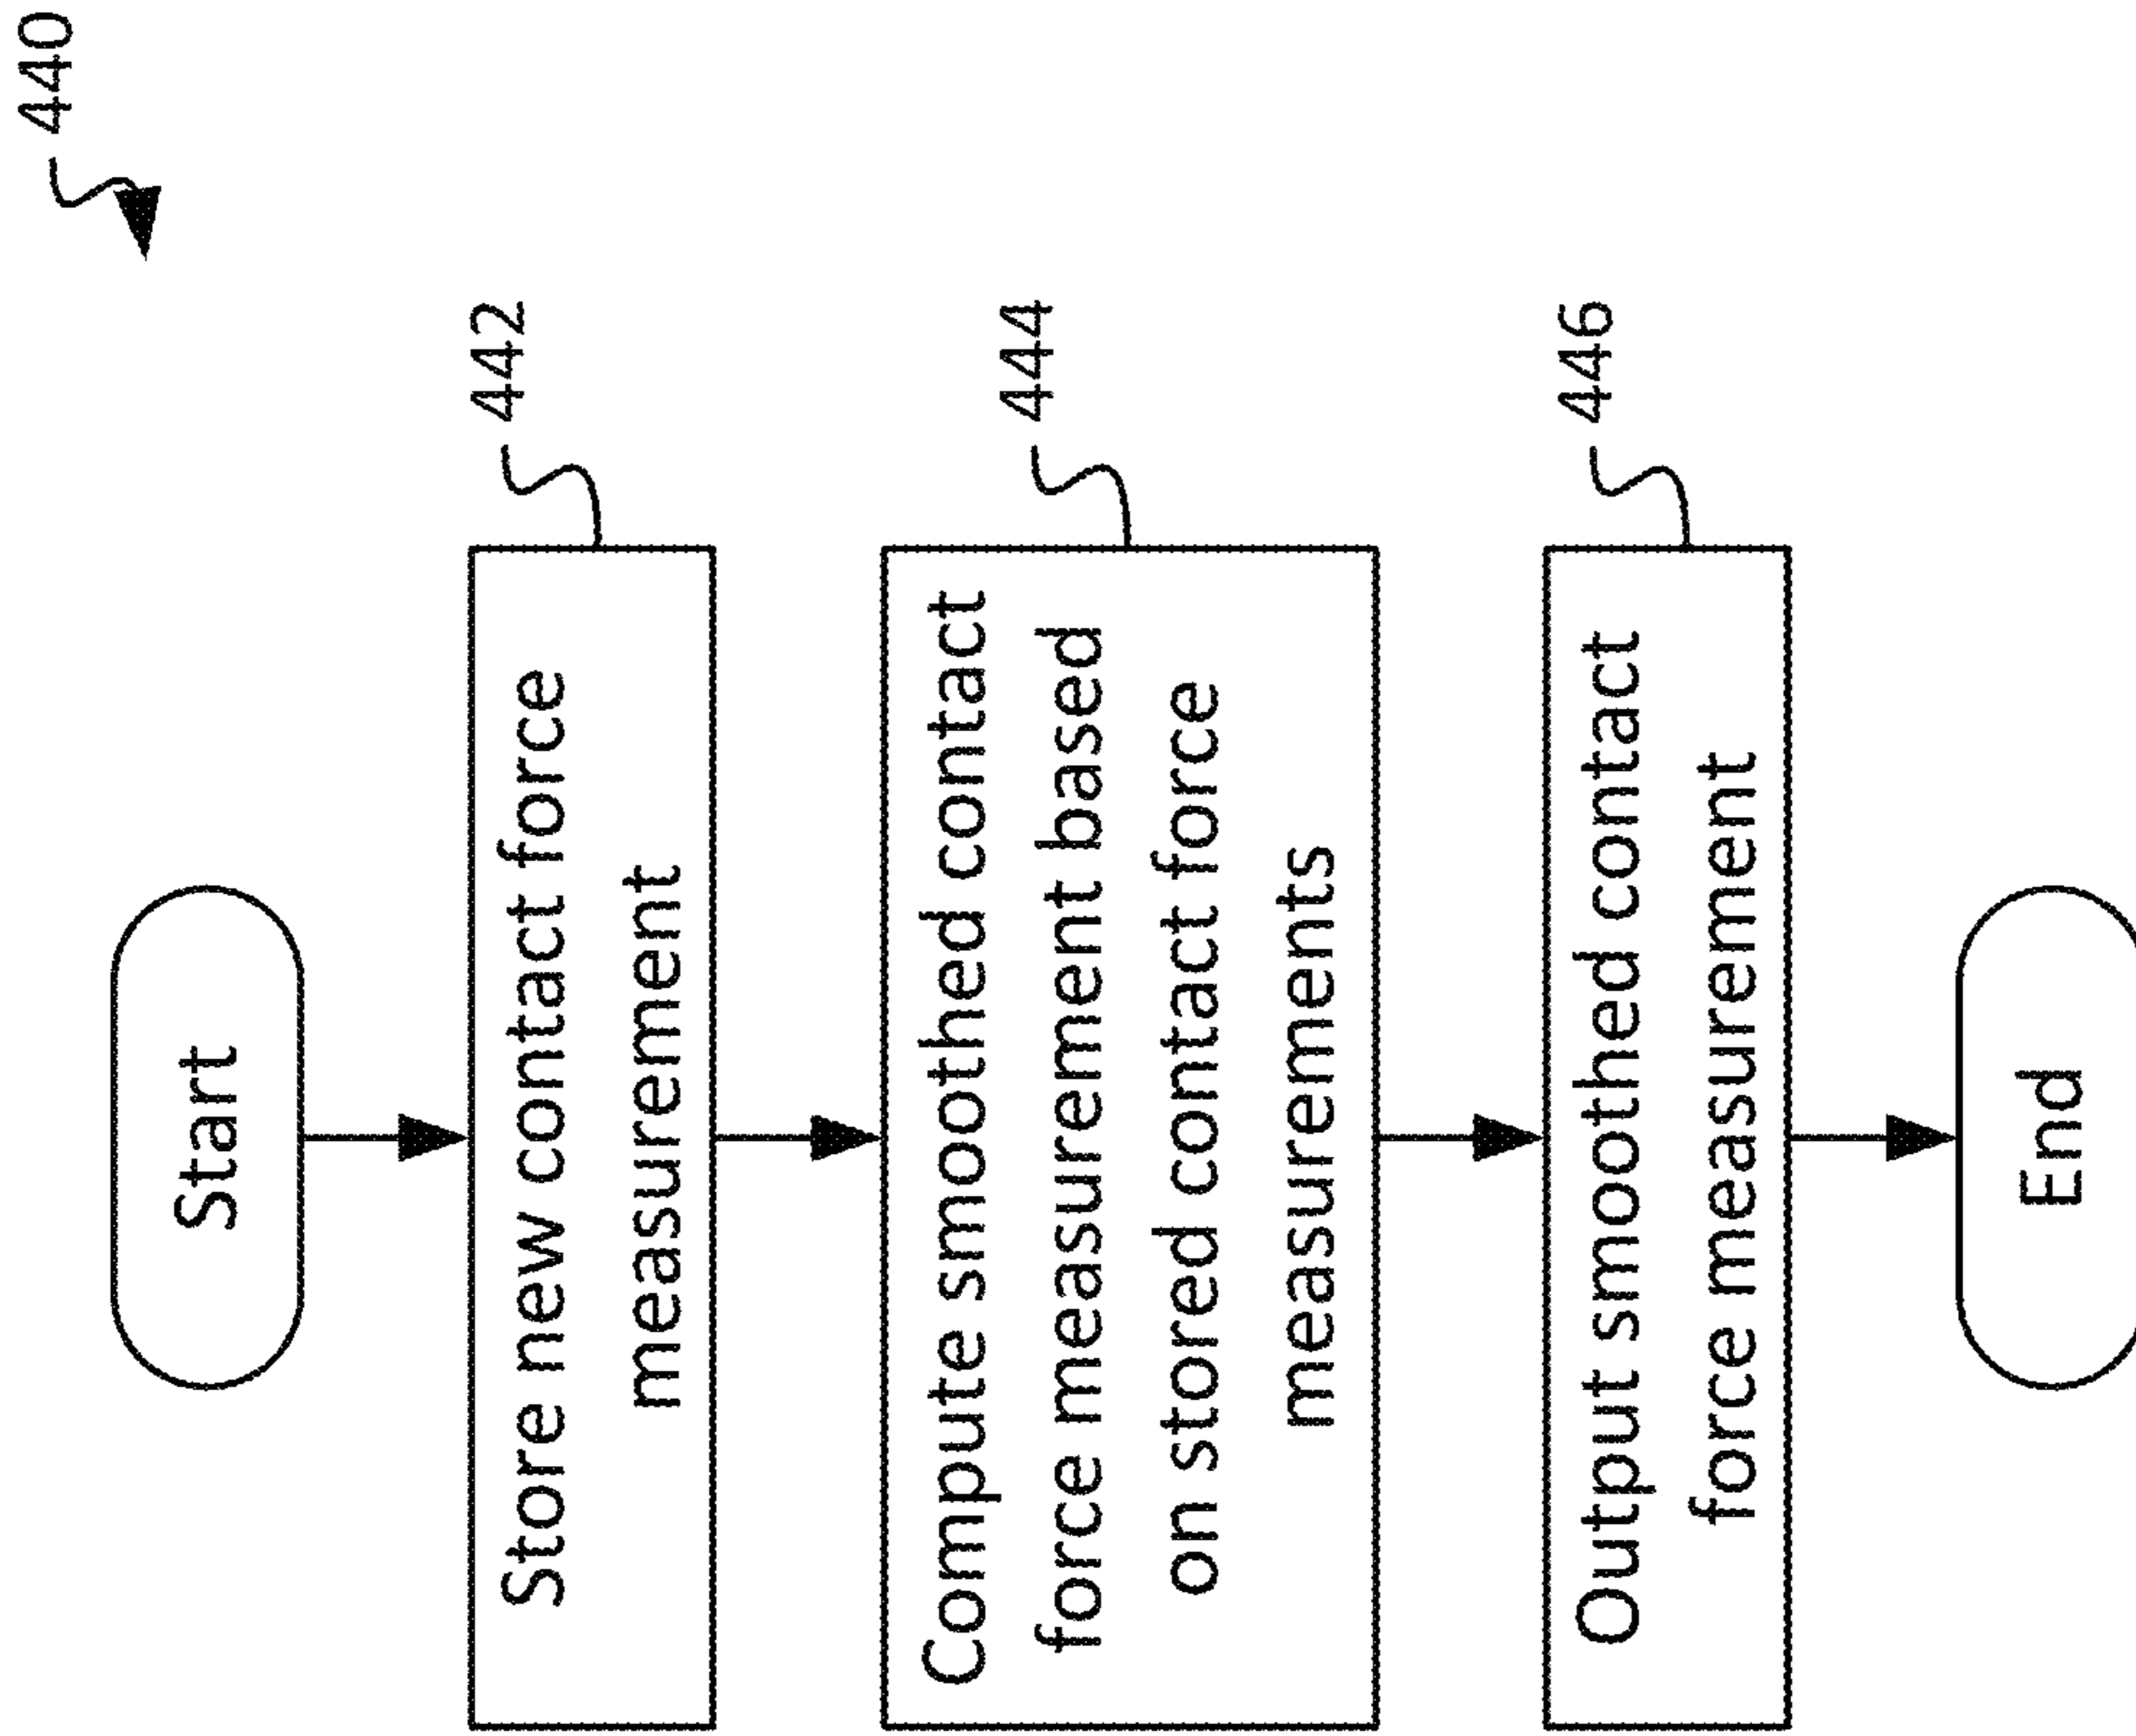 440
Start
Store new contact force
measurement
442
Compute smoothed contact
force measurement based
on stored contact force
measurements
444
Output smoothed contact
force measurement
446
End